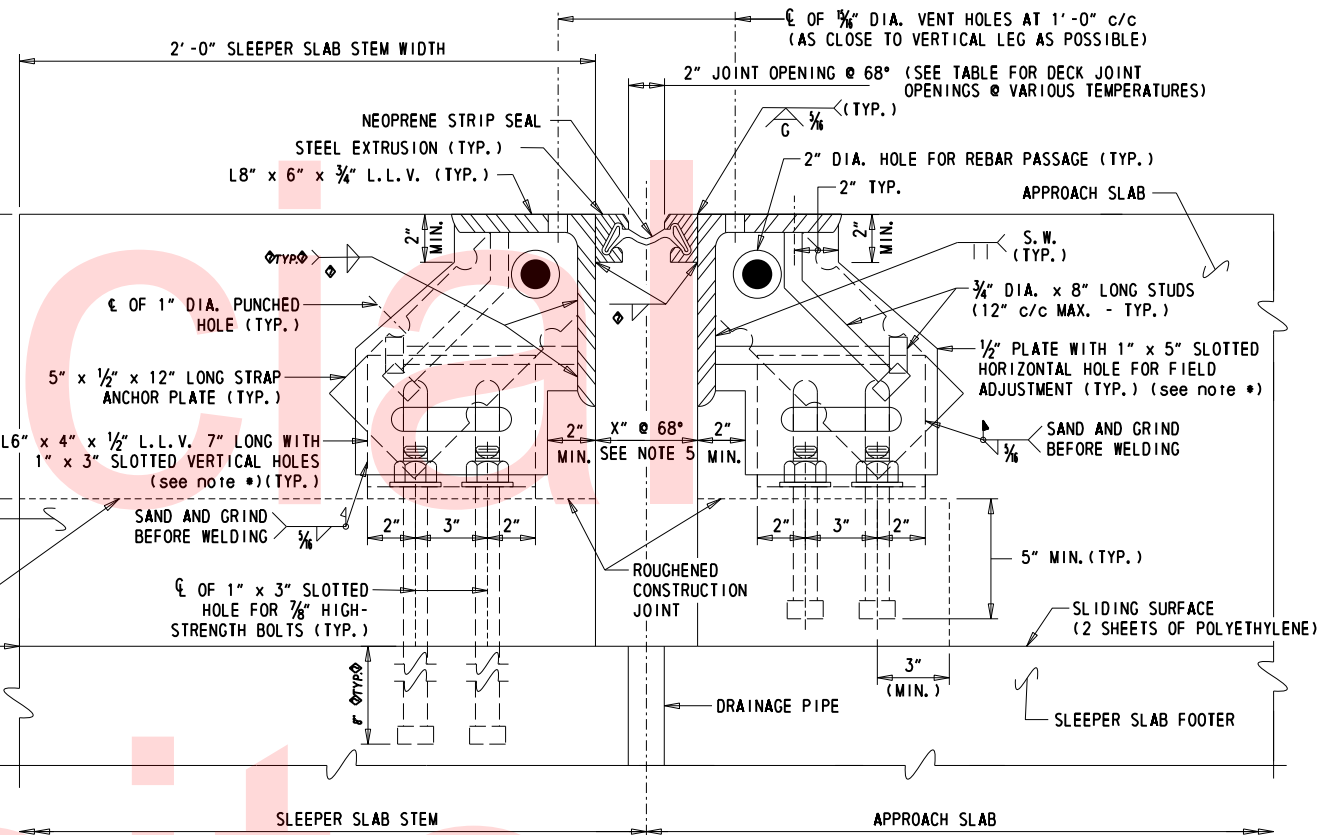 ℄ OF 15/16" DIA. VENT HOLES AT 1'-0" c/c
(AS CLOSE TO VERTICAL LEG AS POSSIBLE)
2'-0" SLEEPER SLAB STEM WIDTH
2" JOINT OPENING @ 68° (SEE TABLE FOR DECK JOINT
OPENINGS @ VARIOUS TEMPERATURES)
(TYP.)
5/16
G
NEOPRENE STRIP SEAL
STEEL EXTRUSION (TYP.)
L8" x 6" x 3/4" L.L.V. (TYP.)
2" DIA. HOLE FOR REBAR PASSAGE (TYP.)
2" TYP.
APPROACH SLAB
2"
MIN.
2"
MIN.
S.W.
(TYP.)
TYP.
℄ OF 1" DIA. PUNCHED
HOLE (TYP.)
3/4" DIA. x 8" LONG STUDS
(12" c/c MAX. - TYP.)
5" x 1/2" x 12" LONG STRAP
ANCHOR PLATE (TYP.)
1/2" PLATE WITH 1" x 5" SLOTTED
HORIZONTAL HOLE FOR FIELD
ADJUSTMENT (TYP.) (see note *)
L6" x 4" x 1/2" L.L.V. 7" LONG WITH
1" x 3" SLOTTED VERTICAL HOLES
(see note *)(TYP.)
2"
MIN.
X" @ 68°
SEE NOTE 5
2"
MIN.
SAND AND GRIND
BEFORE WELDING
5/16
SAND AND GRIND
BEFORE WELDING
5/16
2"
3"
2"
2"
3"
2"
5" MIN.(TYP.)
℄ OF 1" x 3" SLOTTED
HOLE FOR 7/8" HIGH-
STRENGTH BOLTS (TYP.)
ROUGHENED
CONSTRUCTION
JOINT
SLIDING SURFACE
(2 SHEETS OF POLYETHYLENE)
8" TYP.
3"
(MIN.)
DRAINAGE PIPE
SLEEPER SLAB FOOTER
SLEEPER SLAB STEM
APPROACH SLAB
cial